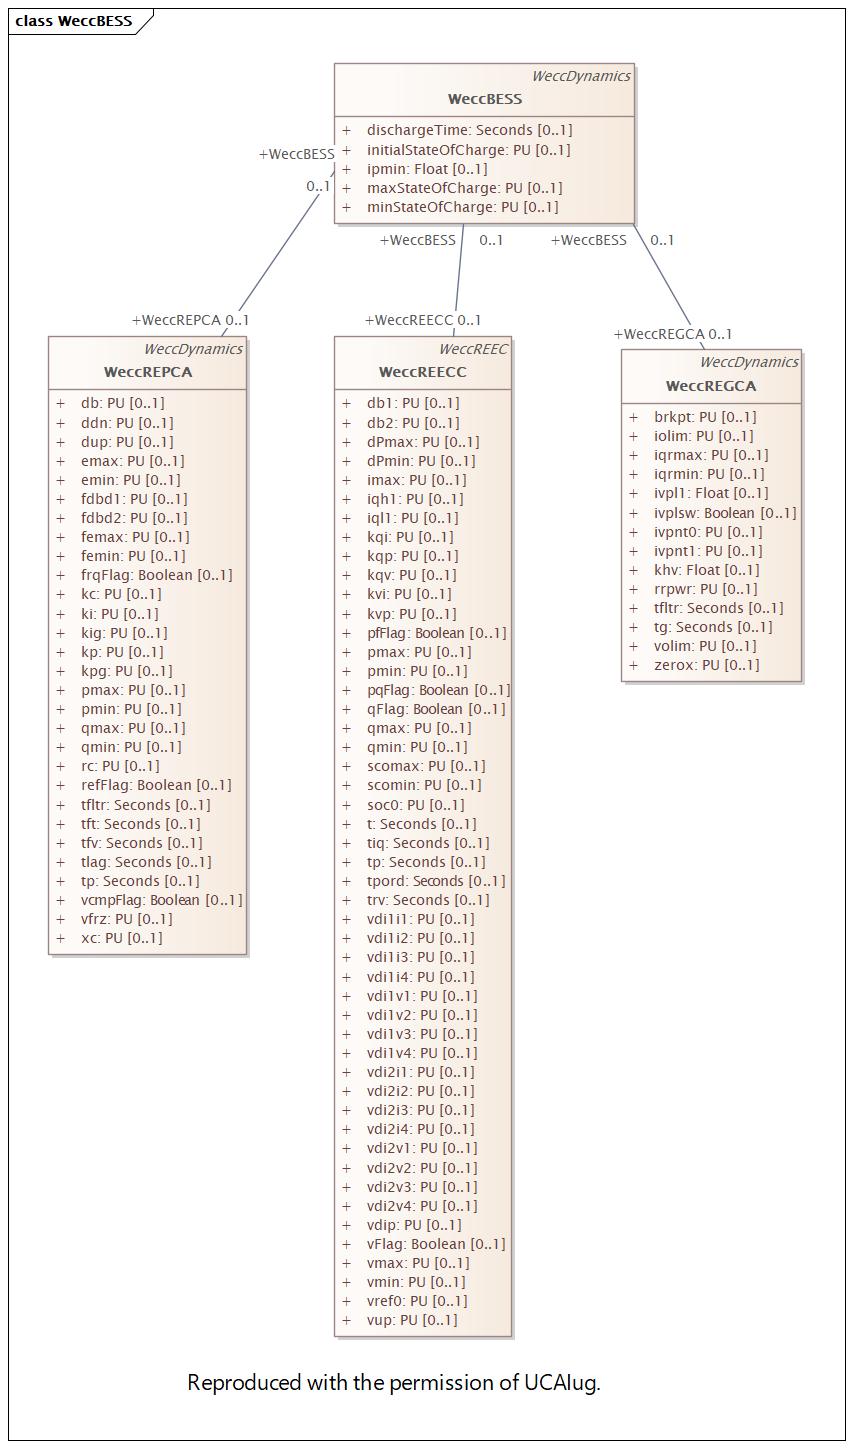 class WeccBESS
WeccDynamics
WeccBESS
+ dischargeTime: Seconds [0..1]
+ initialStateOfCharge: PU [0..1]
+ ipmin: Float [0..1]
+ maxStateOfCharge: PU [0..1]
+ minStateOfCharge: PU [0..1]
+WeccBESS
0..1
+WeccBESS 0..1
+WeccBESS 0..1
+WeccREPCA 0..1
+WeccREECC 0..1
+WeccREGCA 0..1
WeccDynamics
WeccREPCA
+ db: PU [0..1]
+ ddn: PU [0..1]
+ dup: PU [0..1]
+ emax: PU [0..1]
+ emin: PU [0..1]
+ fdbd1: PU [0..1]
+ fdbd2: PU [0..1]
+ femax: PU [0..1]
+ femin: PU [0..1]
+ frqFlag: Boolean [0..1]
+ kc: PU [0..1]
+ ki: PU [0..1]
+ kig: PU [0..1]
+ kp: PU [0..1]
+ kpg: PU [0..1]
+ pmax: PU [0..1]
+ pmin: PU [0..1]
+ qmax: PU [0..1]
+ qmin: PU [0..1]
+ rc: PU [0..1]
+ refFlag: Boolean [0..1]
+ tfltr: Seconds [0..1]
+ tft: Seconds [0..1]
+ tfv: Seconds [0..1]
+ tlag: Seconds [0..1]
+ tp: Seconds [0..1]
+ vcmpFlag: Boolean [0..1]
+ vfrz: PU [0..1]
+ xc: PU [0..1]
WeccREEC
WeccREECC
+ db1: PU [0..1]
+ db2: PU [0..1]
+ dPmax: PU [0..1]
+ dPmin: PU [0..1]
+ imax: PU [0..1]
+ iqh1: PU [0..1]
+ iql1: PU [0..1]
+ kqi: PU [0..1]
+ kqp: PU [0..1]
+ kqv: PU [0..1]
+ kvi: PU [0..1]
+ kvp: PU [0..1]
+ pfFlag: Boolean [0..1]
+ pmax: PU [0..1]
+ pmin: PU [0..1]
+ pqFlag: Boolean [0..1]
+ qFlag: Boolean [0..1]
+ qmax: PU [0..1]
+ qmin: PU [0..1]
+ scomax: PU [0..1]
+ scomin: PU [0..1]
+ soc0: PU [0..1]
+ t: Seconds [0..1]
+ tiq: Seconds [0..1]
+ tp: Seconds [0..1]
+ tpord: Seconds [0..1]
+ trv: Seconds [0..1]
+ vdi1i1: PU [0..1]
+ vdi1i2: PU [0..1]
+ vdi1i3: PU [0..1]
+ vdi1i4: PU [0..1]
+ vdi1v1: PU [0..1]
+ vdi1v2: PU [0..1]
+ vdi1v3: PU [0..1]
+ vdi1v4: PU [0..1]
+ vdi2i1: PU [0..1]
+ vdi2i2: PU [0..1]
+ vdi2i3: PU [0..1]
+ vdi2i4: PU [0..1]
+ vdi2v1: PU [0..1]
+ vdi2v2: PU [0..1]
+ vdi2v3: PU [0..1]
+ vdi2v4: PU [0..1]
+ vdip: PU [0..1]
+ vFlag: Boolean [0..1]
+ vmax: PU [0..1]
+ vmin: PU [0..1]
+ vref0: PU [0..1]
+ vup: PU [0..1]
WeccDynamics
WeccREGCA
+ brkpt: PU [0..1]
+ iolim: PU [0..1]
+ iqrmax: PU [0..1]
+ iqrmin: PU [0..1]
+ ivpl1: Float [0..1]
+ ivplsw: Boolean [0..1]
+ ivpnt0: PU [0..1]
+ ivpnt1: PU [0..1]
+ khv: Float [0..1]
+ rrpwr: PU [0..1]
+ tfltr: Seconds [0..1]
+ tg: Seconds [0..1]
+ volim: PU [0..1]
+ zerox: PU [0..1]
Reproduced with the permission of UCAIug.